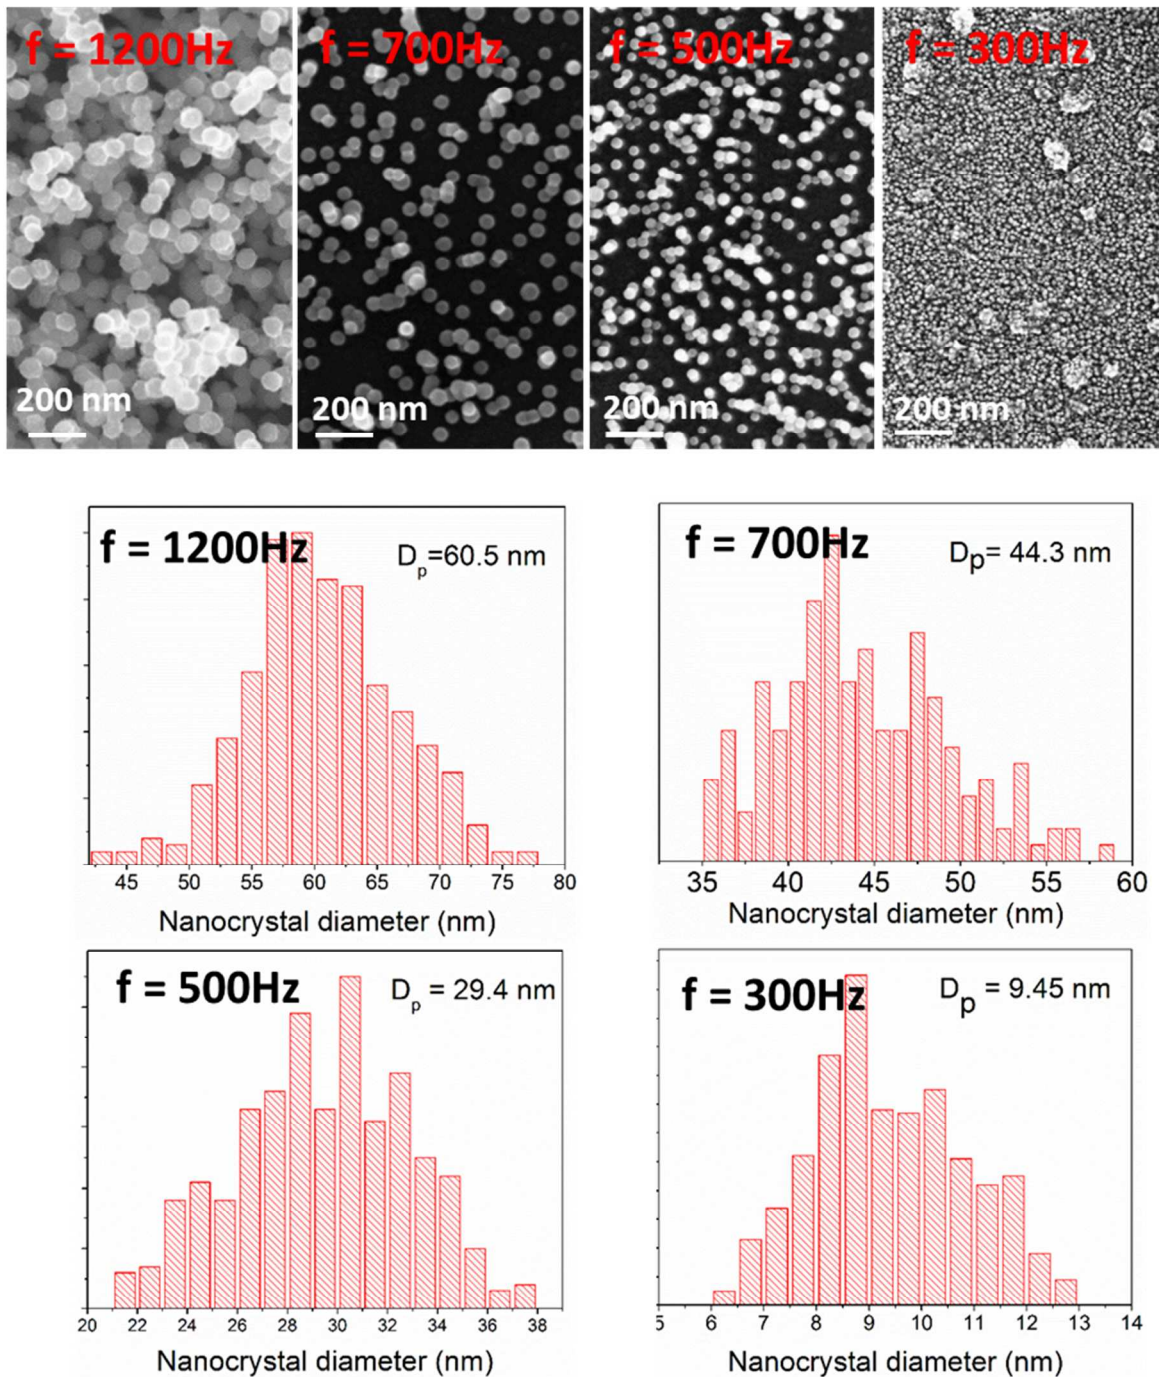 f = 1200Hz
f = 700Hz
f = 500Hz
f = 300Hz
200 nm
200 nm
200 nm
200 nm
f = 1200Hz
Dp=60.5 nm
45 50 55 60 65 70 75 80
Nanocrystal diameter (nm)
f = 700Hz
Dp= 44.3 nm
35 40 45 50 55 60
Nanocrystal diameter (nm)
f = 500Hz
Dp = 29.4 nm
20 22 24 26 28 30 32 34 36 38
Nanocrystal diameter (nm)
f = 300Hz
Dp = 9.45 nm
5 6 7 8 9 10 11 12 13 14
Nanocrystal diameter (nm)